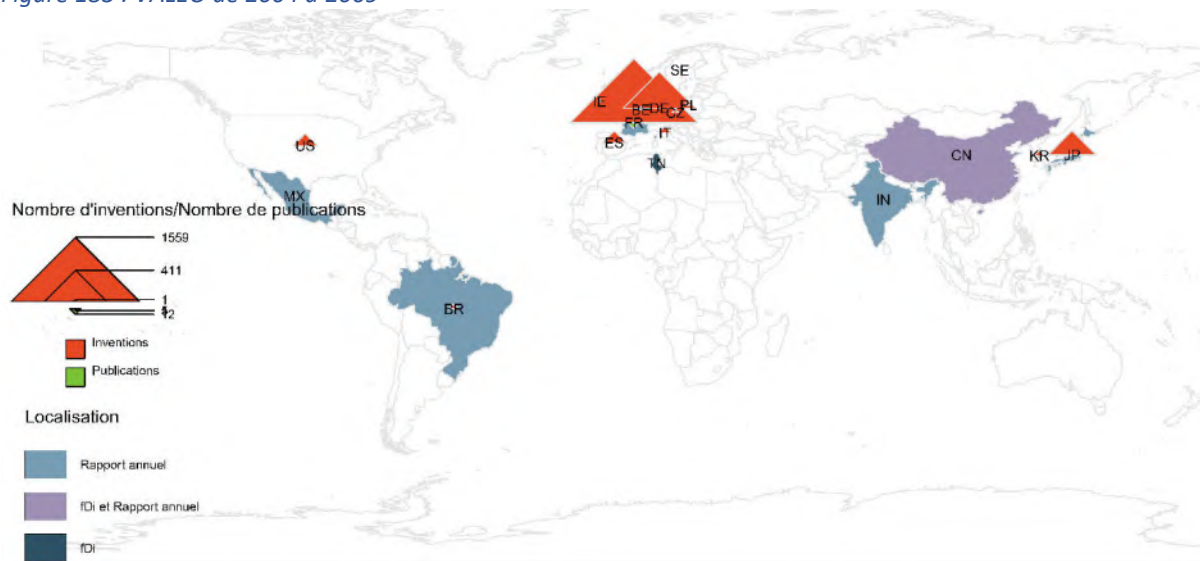 SE
IE
BE
DE
PL
CZ
FR
ES
IT
US
TN
CN
KR
JP
MX
IN
Nombre d'inventions/Nombre de publications
1559
411
1
12
BR
Inventions
Publications
Localisation
Rapport annuel
fDi et Rapport annuel
fDi